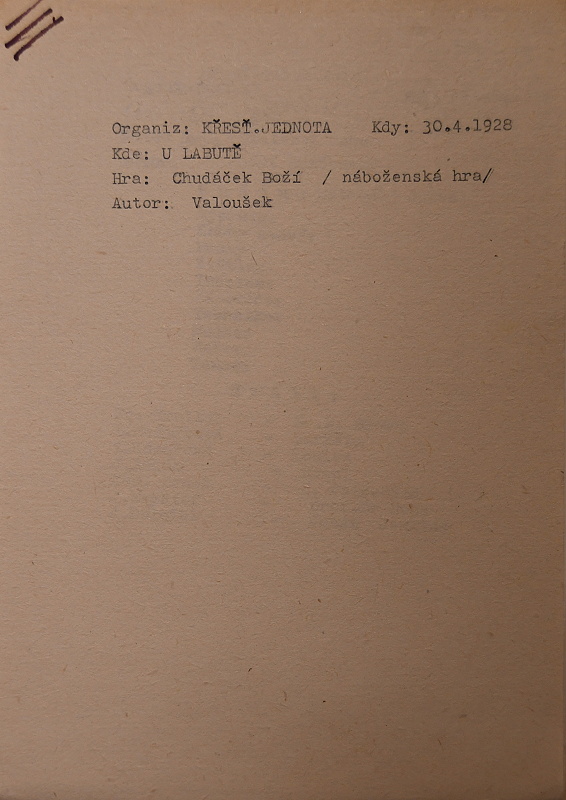 Organiz: KŘESŤ.JEDNOTA Kdy: 30.4.1928
Kde: U LABUTĚ
Hra: Chudáček Boží / náboženská hra/
Autor: Valoušek